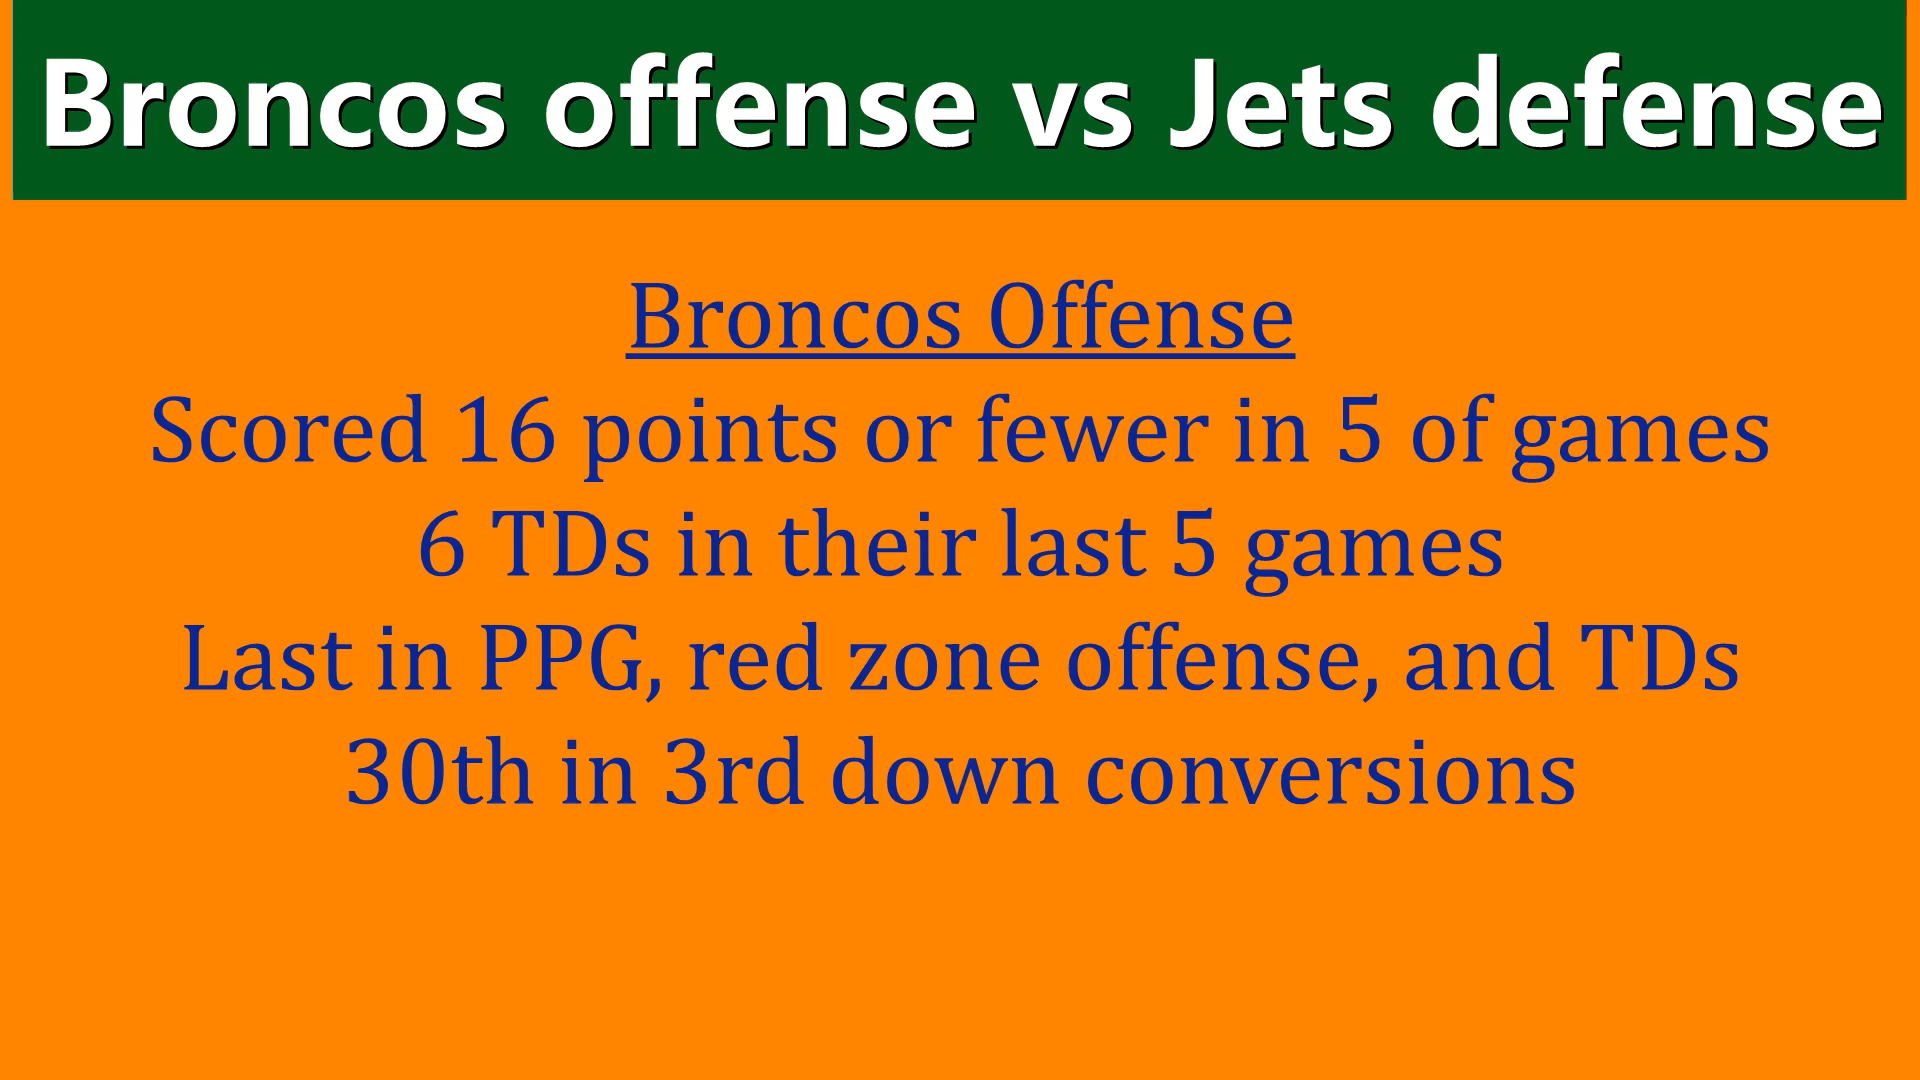 Broncos offense vs Jets defense
Broncos Offense
Scored 16 points or fewer in 5 of games
6 TDs in their last 5 games
Last in PPG, red zone offense, and TDs
30th in 3rd down conversions